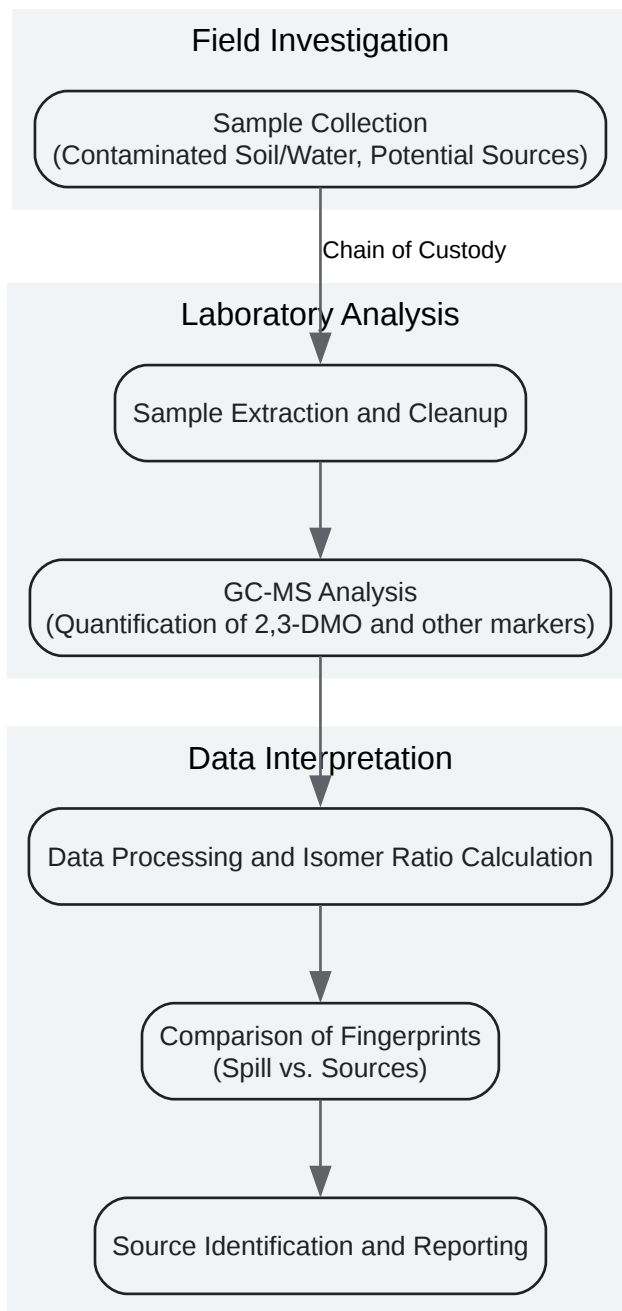 Field Investigation
Sample Collection
(Contaminated Soil/Water, Potential Sources)
Chain of Custody
Laboratory Analysis
Sample Extraction and Cleanup
GC-MS Analysis
(Quantification of 2,3-DMO and other markers)
Data Interpretation
Data Processing and Isomer Ratio Calculation
Comparison of Fingerprints
(Spill vs. Sources)
Source Identification and Reporting